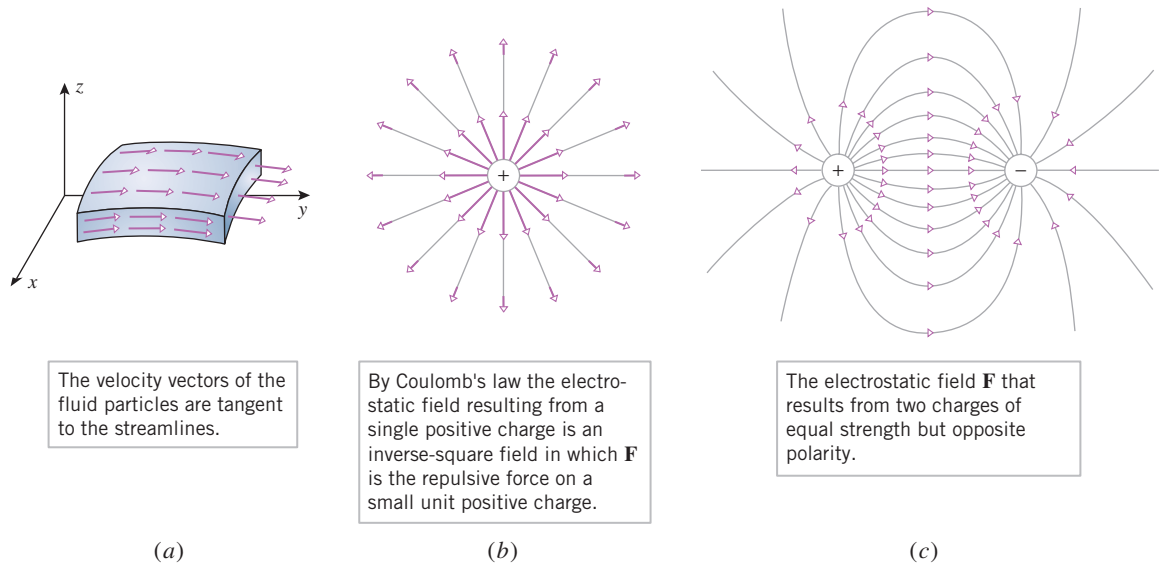 z
y
x
+
+
−
The velocity vectors of the
fluid particles are tangent
to the streamlines.
By Coulomb's law the electro-
static field resulting from a
single positive charge is an
inverse-square field in which F
is the repulsive force on a
small unit positive charge.
The electrostatic field F that
results from two charges of
equal strength but opposite
polarity.
(a)
(b)
(c)